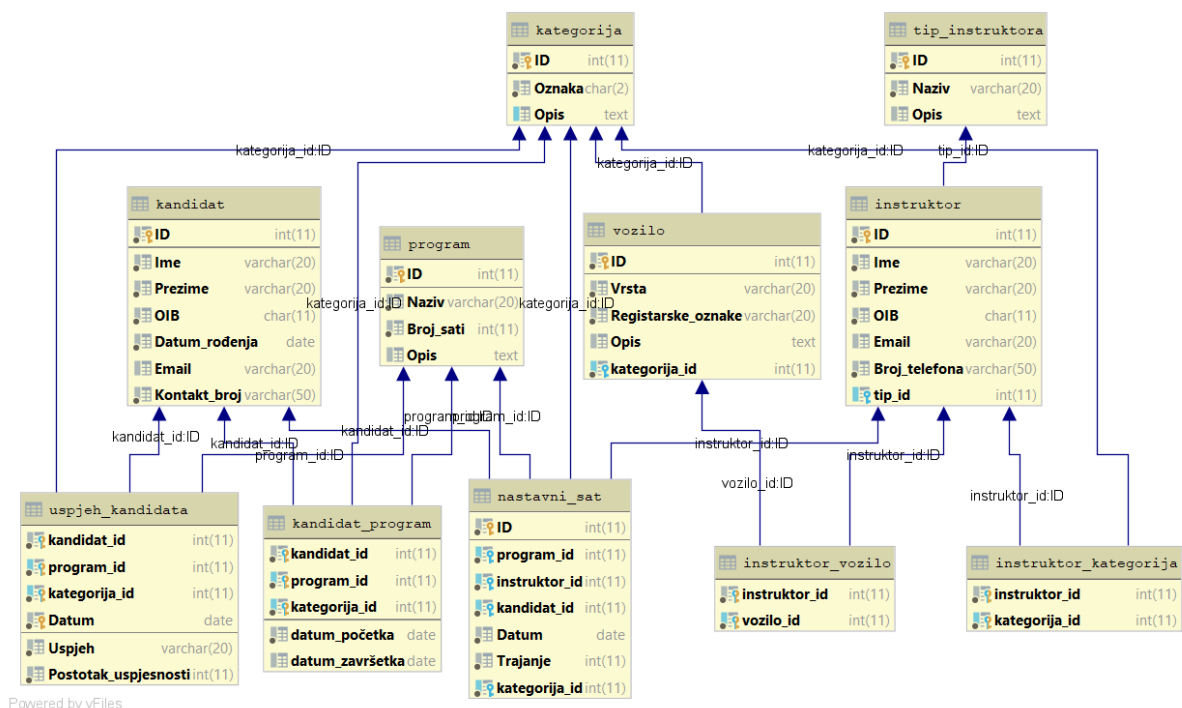 kategorija
ID int(11)
Oznaka char(2)
Opis text
tip_instruktora
ID int(11)
Naziv varchar(20)
Opis text
kategorija_id:ID
kategorija_id:ID
kategorija_id:ID
tip_id:ID
kandidat
ID int(11)
Ime varchar(20)
Prezime varchar(20)
OIB char(11)
Datum_rođenja date
Email varchar(20)
Kontakt_broj varchar(50)
program
ID int(11)
Naziv varchar(20)
Broj_sati int(11)
Opis text
kategorija_id:ID
kategorija_id:ID
vozilo
ID int(11)
Vrsta varchar(20)
Registarske_oznake varchar(20)
Opis text
kategorija_id int(11)
instruktor
ID int(11)
Ime varchar(20)
Prezime varchar(20)
OIB char(11)
Email varchar(20)
Broj_telefona varchar(50)
tip_id int(11)
kandidat_id:ID
kandidat_id:ID
program_id:ID
kandidat_id:ID
program_id:ID
program_id:ID
instruktor_id:ID
vozilo_id:ID
instruktor_id:ID
instruktor_id:ID
uspjeh_kandidata
kandidat_id int(11)
program_id int(11)
kategorija_id int(11)
Datum date
Uspjeh varchar(20)
Postotak_uspjesnosti int(11)
kandidat_program
kandidat_id int(11)
program_id int(11)
kategorija_id int(11)
datum_početka date
datum_završetka date
nastavni_sat
ID int(11)
program_id int(11)
instruktor_id int(11)
kandidat_id int(11)
Datum date
Trajanje int(11)
kategorija_id int(11)
instruktor_vozilo
instruktor_id int(11)
vozilo_id int(11)
instruktor_kategorija
instruktor_id int(11)
kategorija_id int(11)
Powered by yFiles